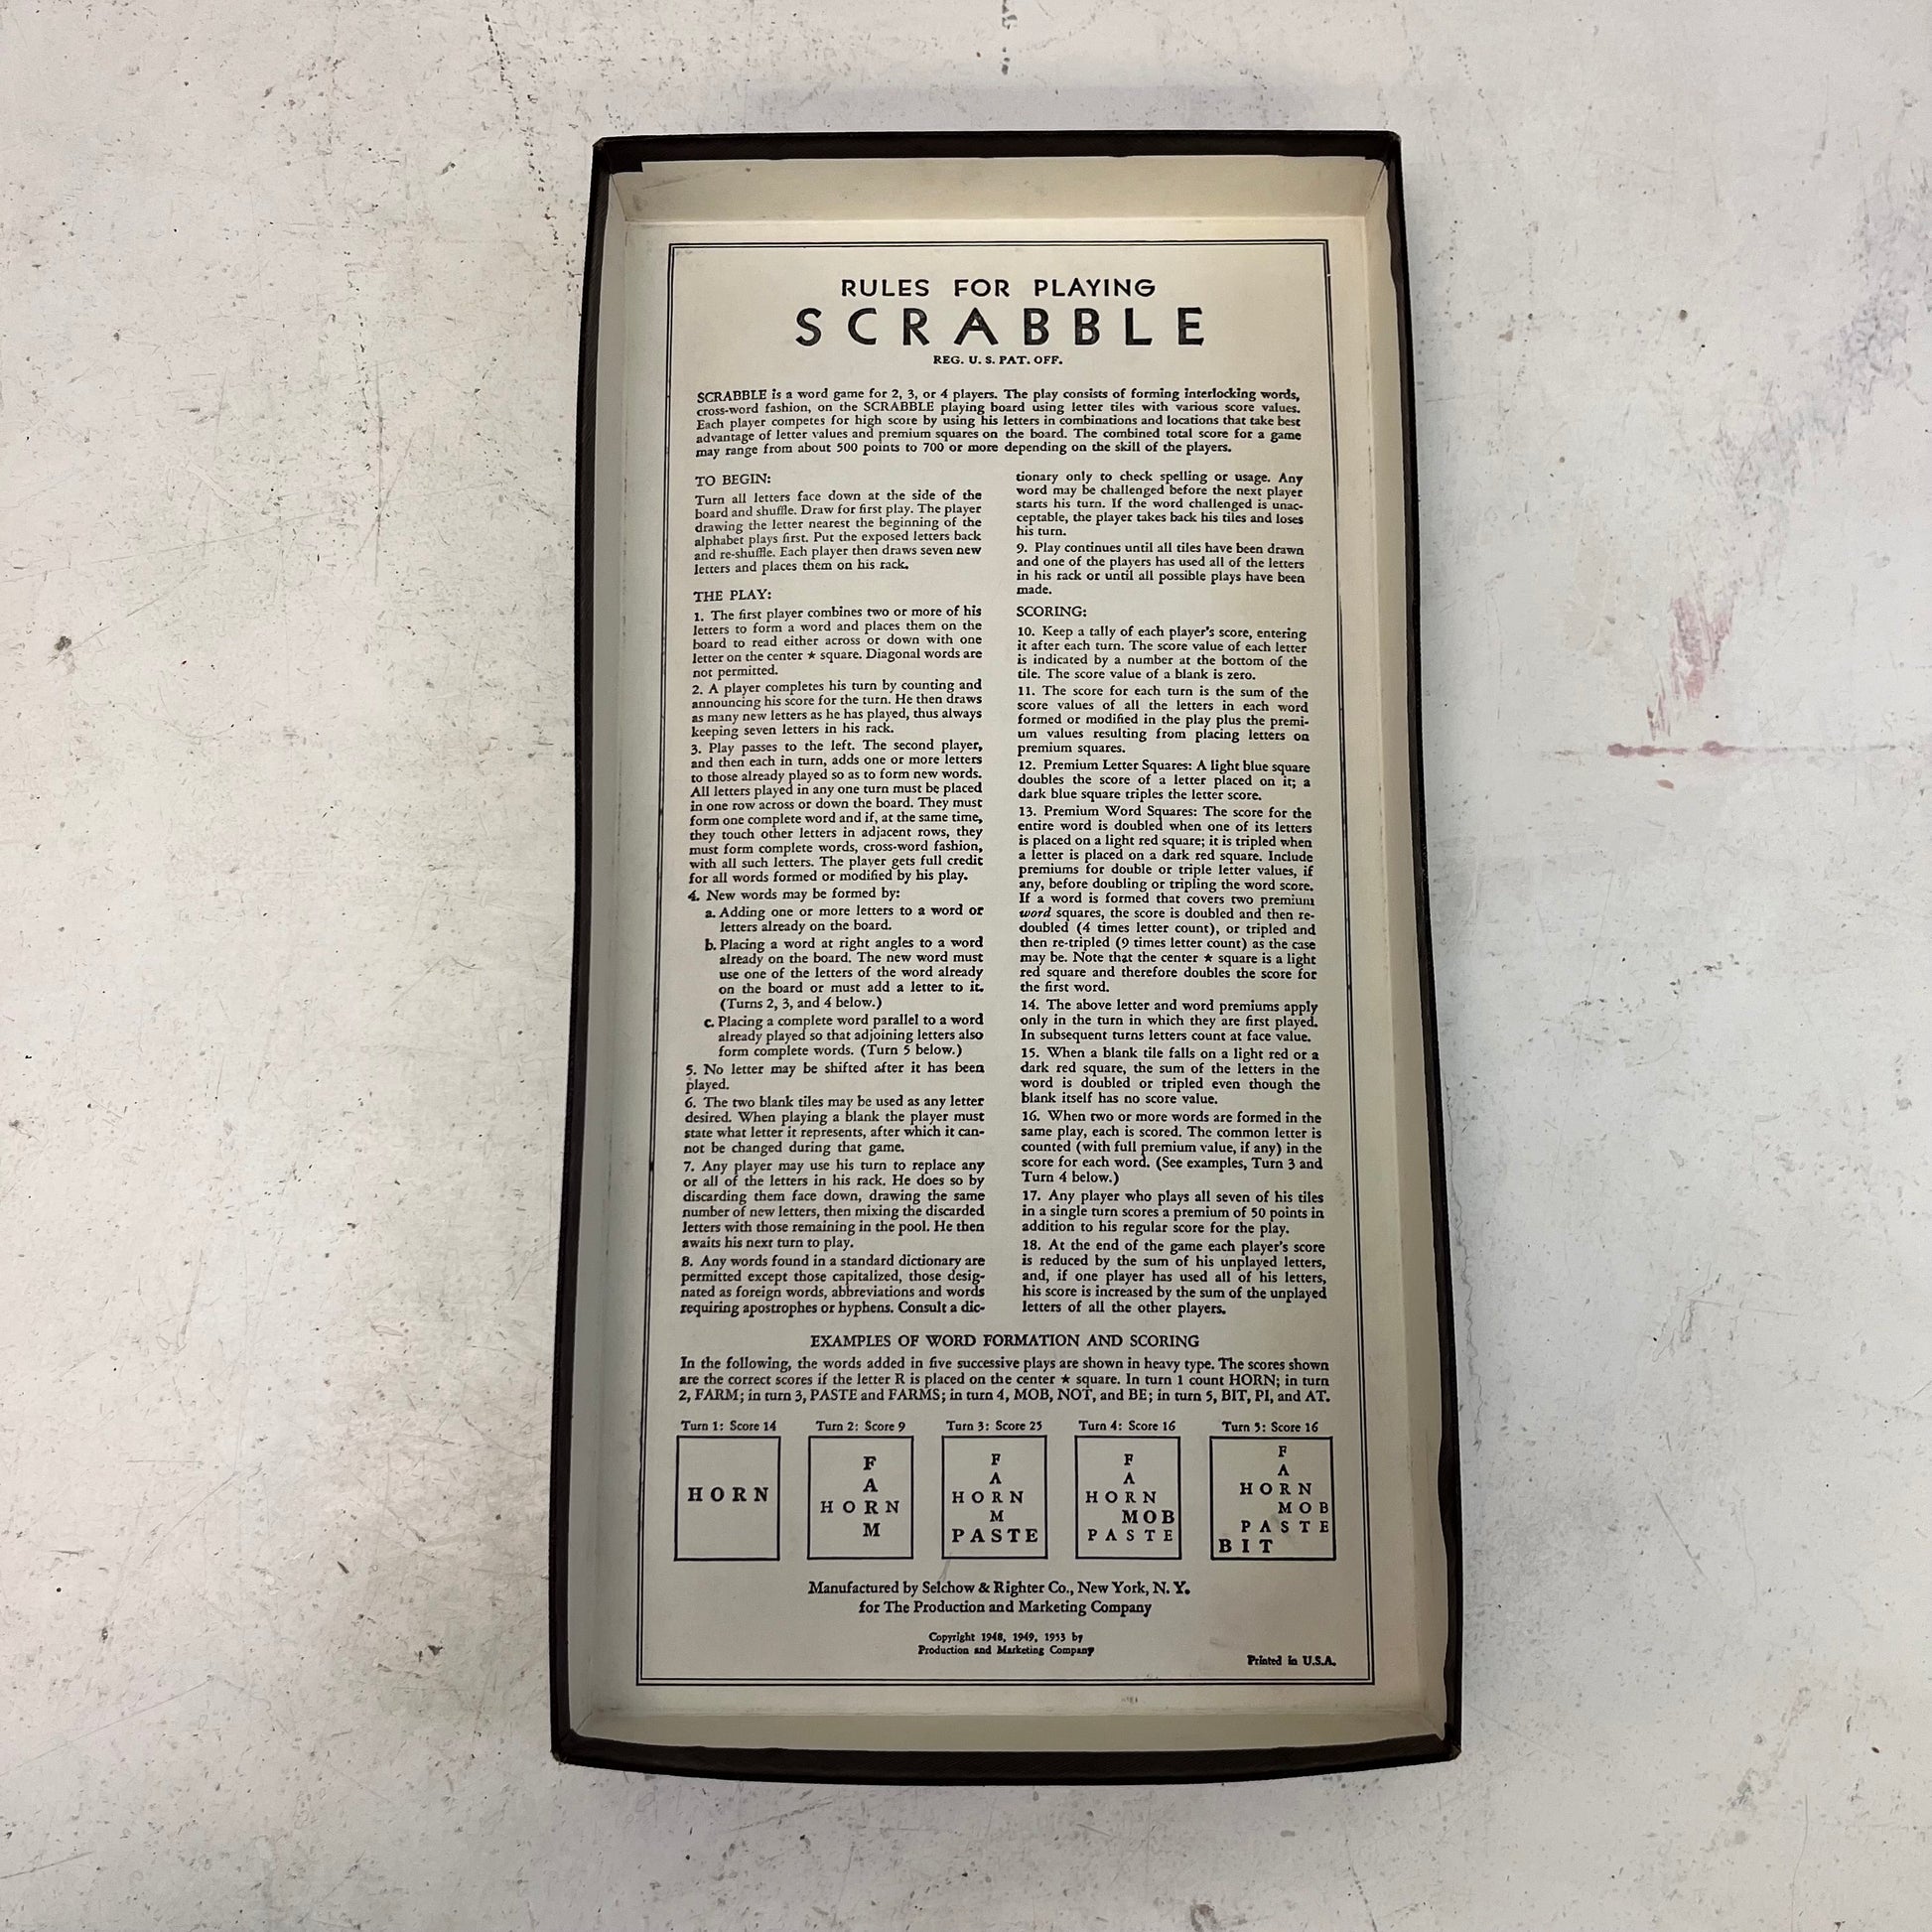 RULES FOR PLAYING
SCRABBLE
REG. U. S. PAT. OFF.
SCRABBLE is a word game for 2, 3, or 4 players. The play consists of forming interlocking words,
cross-word fashion, on the SCRABBLE playing board using letter tiles with various score values.
Each player competes for high score by using his letters in combinations and locations that take best
advantage of letter values and premium squares on the board. The combined total score for a game
may range from about 500 points to 700 or more depending on the skill of the players.
TO BEGIN:
Turn all letters face down at the side of the
board and shuffle. Draw for first play. The player
drawing the letter nearest the beginning of the
alphabet plays first. Put the exposed letters back
and re-shuffle. Each player then draws seven new
letters and places them on his rack.
THE PLAY:
1. The first player combines two or more of his
letters to form a word and places them on the
board to read either across or down with one
letter on the center ★ square. Diagonal words are
not permitted.
2. A player completes his turn by counting and
announcing his score for the turn. He then draws
as many new letters as he has played, thus always
keeping seven letters in his rack.
3. Play passes to the left. The second player,
and then each in turn, adds one or more letters
to those already played so as to form new words.
All letters played in any one turn must be placed
in one row across or down the board. They must
form one complete word and if, at the same time,
they touch other letters in adjacent rows, they
must form complete words, cross-word fashion,
with all such letters. The player gets full credit
for all words formed or modified by his play.
4. New words may be formed by:
a. Adding one or more letters to a word or
letters already on the board.
b. Placing a word at right angles to a word
already on the board. The new word must
use one of the letters of the word already
on the board or must add a letter to it.
(Turns 2, 3, and 4 below.)
c. Placing a complete word parallel to a word
already played so that adjoining letters also
form complete words. (Turn 5 below.)
5. No letter may be shifted after it has been
played.
6. The two blank tiles may be used as any letter
desired. When playing a blank the player must
state what letter it represents, after which it can-
not be changed during that game.
7. Any player may use his turn to replace any
or all of the letters in his rack. He does so by
discarding them face down, drawing the same
number of new letters, then mixing the discarded
letters with those remaining in the pool. He then
awaits his next turn to play.
8. Any words found in a standard dictionary are
permitted except those capitalized, those desig-
nated as foreign words, abbreviations and words
requiring apostrophes or hyphens. Consult a dic-
tionary only to check spelling or usage. Any
word may be challenged before the next player
starts his turn. If the word challenged is unac-
ceptable, the player takes back his tiles and loses
his turn.
9. Play continues until all tiles have been drawn
and one of the players has used all of the letters
in his rack or until all possible plays have been
made.
SCORING:
10. Keep a tally of each player's score, entering
it after each turn. The score value of each letter
is indicated by a number at the bottom of the
tile. The score value of a blank is zero.
11. The score for each turn is the sum of the
score values of all the letters in each word
formed or modified in the play plus the premi-
um values resulting from placing letters on
premium squares.
12. Premium Letter Squares: A light blue square
doubles the score of a letter placed on it; a
dark blue square triples the letter score.
13. Premium Word Squares: The score for the
entire word is doubled when one of its letters
is placed on a light red square; it is tripled when
a letter is placed on a dark red square. Include
premiums for double or triple letter values, if
any, before doubling or tripling the word score.
If a word is formed that covers two premium
word squares, the score is doubled and then re-
doubled (4 times letter count), or tripled and
then re-tripled (9 times letter count) as the case
may be. Note that the center ★ square is a light
red square and therefore doubles the score for
the first word.
14. The above letter and word premiums apply
only in the turn in which they are first played.
In subsequent turns letters count at face value.
15. When a blank tile falls on a light red or a
dark red square, the sum of the letters in the
word is doubled or tripled even though the
blank itself has no score value.
16. When two or more words are formed in the
same play, each is scored. The common letter is
counted (with full premium value, if any) in the
score for each word. (See examples, Turn 3 and
Turn 4 below.)
17. Any player who plays all seven of his tiles
in a single turn scores a premium of 50 points in
addition to his regular score for the play.
18. At the end of the game each player's score
is reduced by the sum of his unplayed letters,
and, if one player has used all of his letters,
his score is increased by the sum of the unplayed
letters of all the other players.
EXAMPLES OF WORD FORMATION AND SCORING
In the following, the words added in five successive plays are shown in heavy type. The scores shown
are the correct scores if the letter R is placed on the center ★ square. In turn 1 count HORN; in turn
2, FARM; in turn 3, PASTE and FARMS; in turn 4, MOB, NOT, and BE; in turn 5, BIT, PI, and AT.
Turn 1: Score 14
HORN
Turn 2: Score 9
F
A
HORN
M
Turn 3: Score 25
F
A
HORN
M
PASTE
Turn 4: Score 16
F
A
HORN
MOB
PASTE
Turn 5: Score 16
F
A
HORN
MOB
PASTE
BIT
Manufactured by Selchow & Righter Co., New York, N. Y.
for The Production and Marketing Company
Copyright 1948, 1949, 1953 by
Production and Marketing Company
Printed in U.S.A.